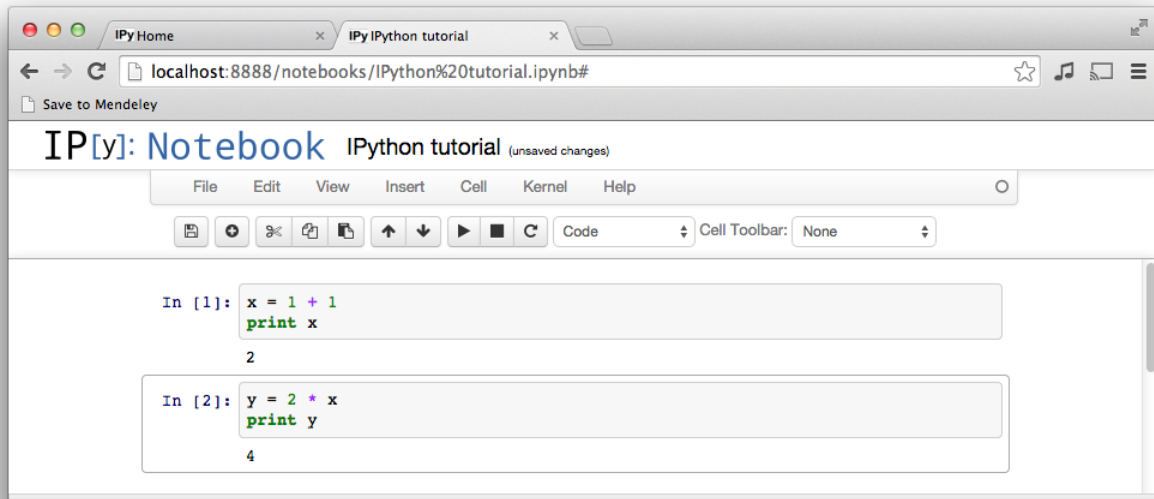 IPy Home
IPy IPython tutorial
localhost:8888/notebooks/IPython%20tutorial.ipynb#
Save to Mendeley
IP[y]: Notebook IPython tutorial (unsaved changes)
File Edit View Insert Cell Kernel Help
Code Cell Toolbar: None
In [1]: x = 1 + 1
print x
2
In [2]: y = 2 * x
print y
4